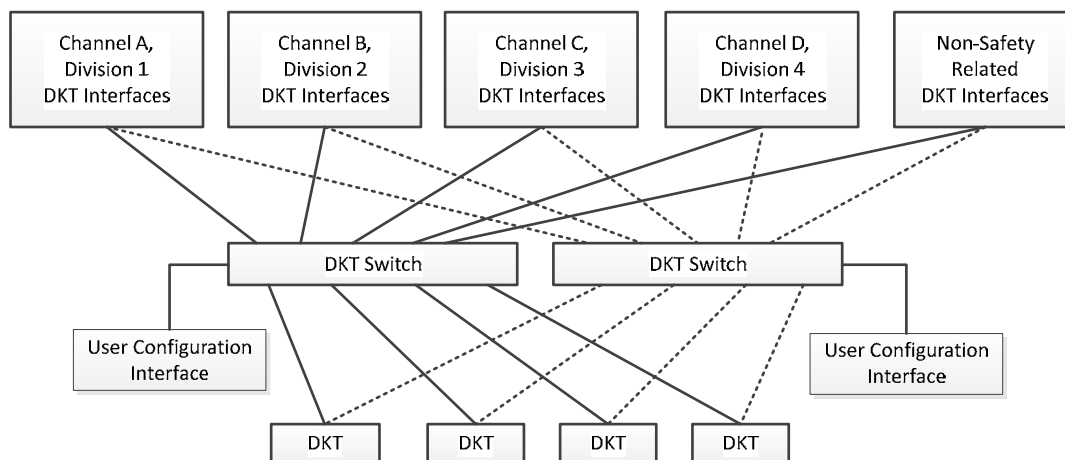 Channel A,
Division 1
DKT Interfaces
Channel B,
Division 2
DKT Interfaces
Channel C,
Division 3
DKT Interfaces
Channel D,
Division 4
DKT Interfaces
Non-Safety
Related
DKT Interfaces
DKT Switch
DKT Switch
User Configuration
Interface
User Configuration
Interface
DKT
DKT
DKT
DKT